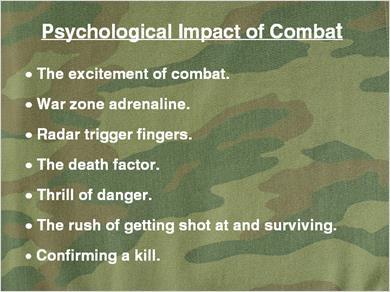 Psychological Impact of Combat
• The excitement of combat.
• War zone adrenaline.
• Radar trigger fingers.
• The death factor.
• Thrill of danger.
• The rush of getting shot at and surviving.
• Confirming a kill.